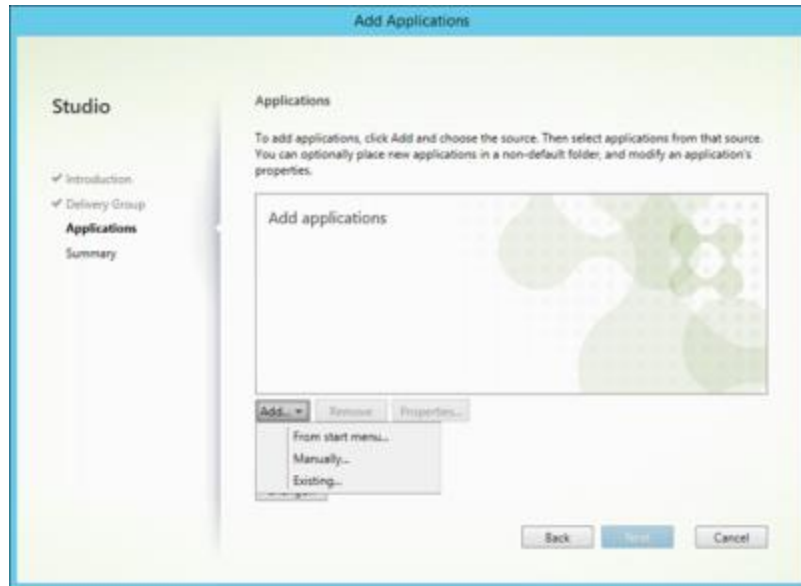 Add Applications
Studio
✔ Introduction
✔ Delivery Group
Applications
Summary
Applications
To add applications, click Add and choose the source. Then select applications from that source.
You can optionally place new applications in a non-default folder, and modify an application's
properties.
Add applications
Add...
Remove
Properties...
From start menu...
Manually...
Existing...
Back
Next
Cancel